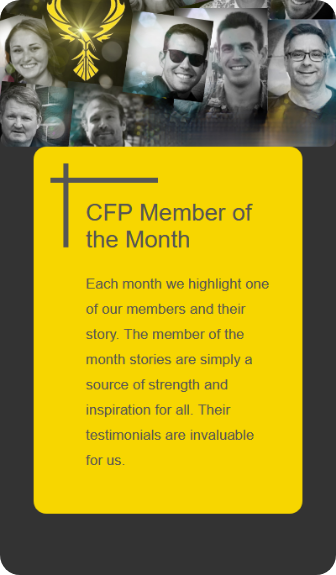 CFP Member of
the Month
Each month we highlight one
of our members and their
story. The member of the
month stories are simply a
source of strength and
inspiration for all. Their
testimonials are invaluable
for us.